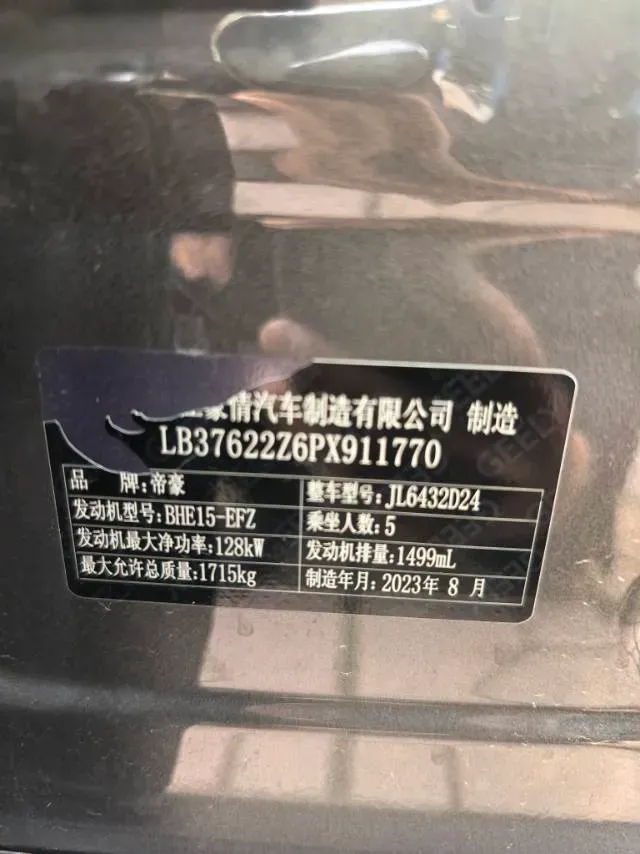 豪情汽车制造有限公司 制造
LB37622Z6PX911770
品 牌:帝豪 整车型号:JL6432D24
发动机型号:BHE15-EFZ 乘坐人数:5
发动机最大净功率:128kW 发动机排量:1499mL
最大允许总质量:1715kg 制造年月:2023年 8 月